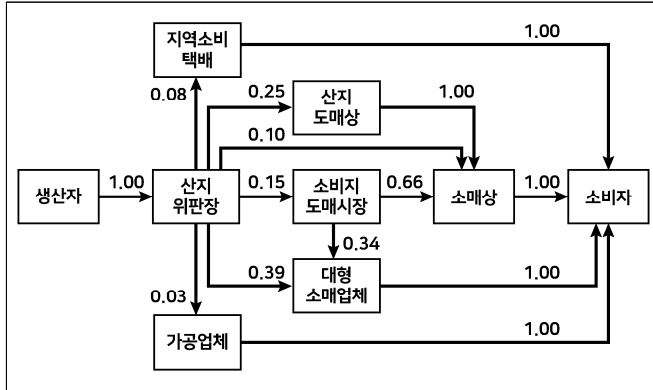 지역소비
택배
1.00
0.08
0.25
산지
도매상
1.00
0.10
생산자
1.00
산지
위판장
0.15
소비지
도매시장
0.66
소매상
1.00
소비자
0.34
0.39
대형
소매업체
1.00
0.03
가공업체
1.00